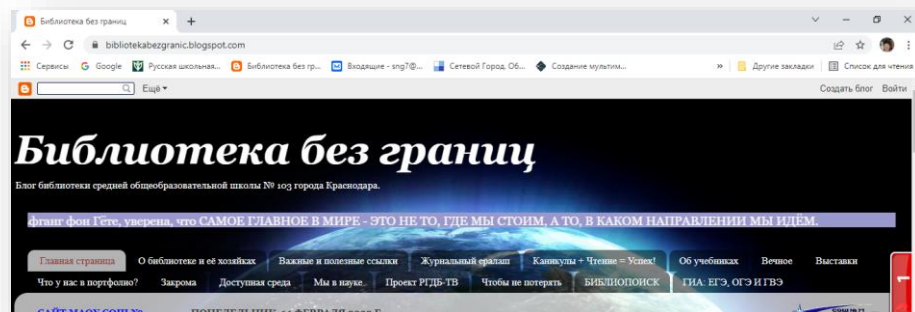 Библиотека без границ
bibliotekabezgranic.blogspot.com
Сервисы Google Русская школьная... Библиотека без гр... Входящие - sng7@... Сетевой Город. Об... Создание мультим... » Другие закладки Список для чтения
Ещё Создать блог Войти
Библиотека без границ
Блог библиотеки средней общеобразовательной школы № 103 города Краснодара.
фганг фон Гёте, уверена, что САМОЕ ГЛАВНОЕ В МИРЕ - ЭТО НЕ ТО, ГДЕ МЫ СТОИМ, А ТО, В КАКОМ НАПРАВЛЕНИИ МЫ ИДЁМ.
Главная страница О библиотеке и её хозяйках Важные и полезные ссылки Журнальный ералаш Каникулы + Чтение = Успех! Об учебниках Вечное Выставки
Что у нас в портфолио? Закрома Доступная среда Мы в науке. Проект РГДБ-ТВ Чтобы не потерять БИБЛИОПОИСК ГИА: ЕГЭ, ОГЭ И ГВЭ